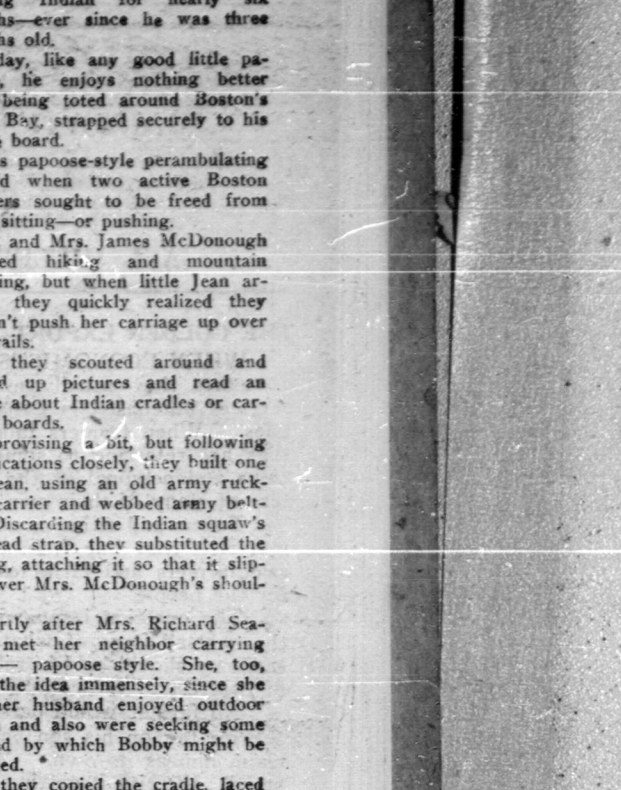 Indian for nearly six
hs—ever since he was three
hs old.
day, like any good little pa-
, he enjoys nothing better
being toted around Boston's
Bay, strapped securely to his
board.
s papoose-style perambulating
d when two active Boston
ers sought to be freed from
sitting—or pushing.
and Mrs. James McDonough
ed hiking and mountain
ing, but when little Jean ar-
they quickly realized they
n't push her carriage up over
ails.
they scouted around and
d up pictures and read an
about Indian cradles or car-
boards.
provising a bit, but following
ications closely, they built one
ean, using an old army ruck-
carrier and webbed army belt-
Discarding the Indian squaw's
ead strap, they substituted the
g, attaching it so that it slip-
ver Mrs. McDonough's shoul-
rtly after Mrs. Richard Sea-
met her neighbor carrying
— papoose style. She, too,
the idea immensely, since she
her husband enjoyed outdoor
and also were seeking some
d by which Bobby might be
ed.
they copied the cradle, laced